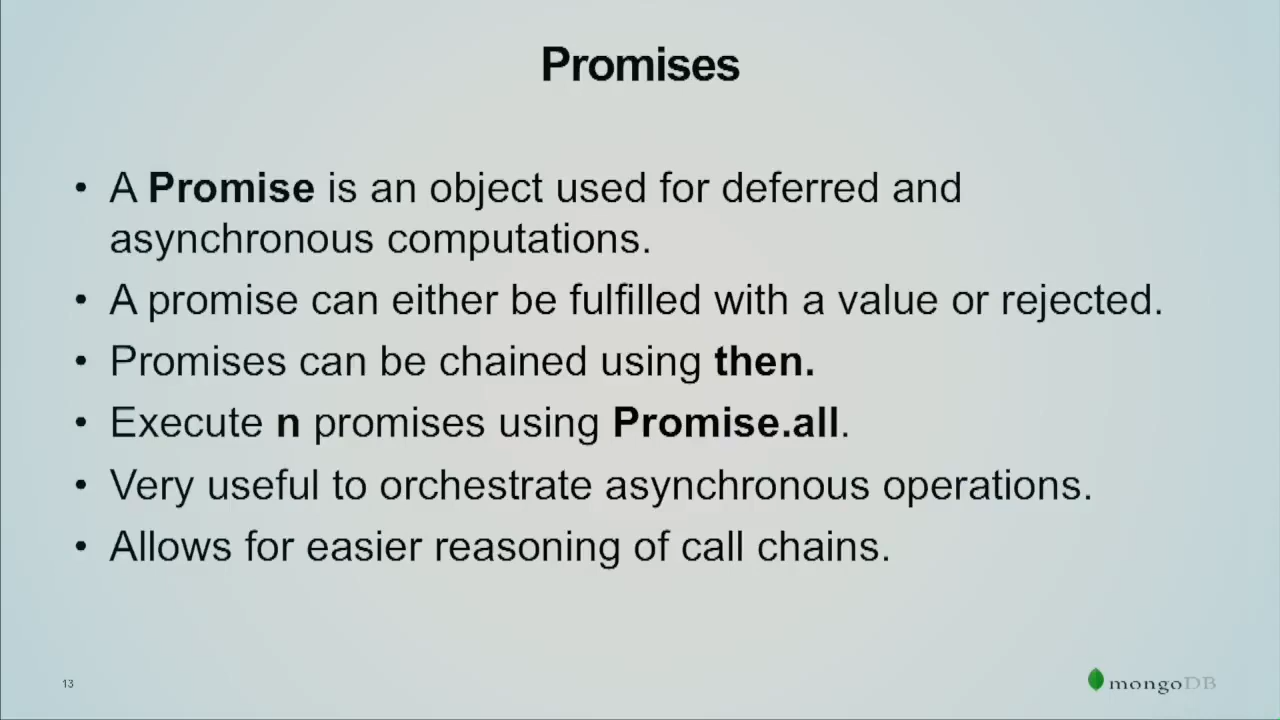 Promises
• A Promise is an object used for deferred and
asynchronous computations.
• A promise can either be fulfilled with a value or rejected.
• Promises can be chained using then.
• Execute n promises using Promise.all.
• Very useful to orchestrate asynchronous operations.
• Allows for easier reasoning of call chains.
13
mongoDB